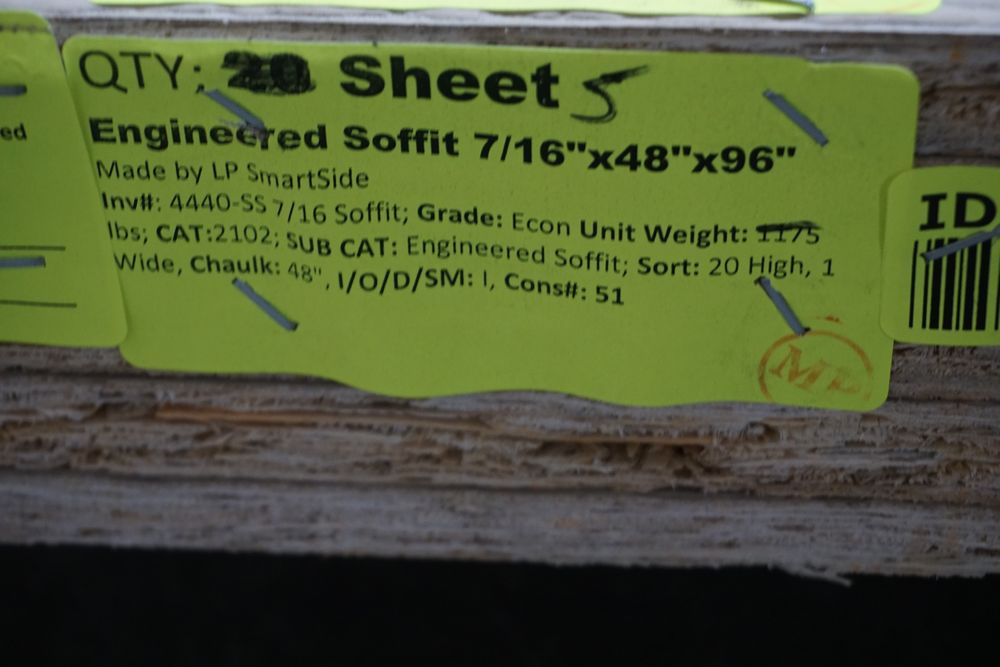 QTY; 20 Sheet 5
Engineered Soffit 7/16"x48"x96"
Made by LP SmartSide
Inv#: 4440-SS 7/16 Soffit; Grade: Econ Unit Weight: 1175
lbs; CAT:2102; SUB CAT: Engineered Soffit; Sort: 20 High, 1
Wide, Chaulk: 48", I/O/D/SM: I, Cons#: 51
ed
ID